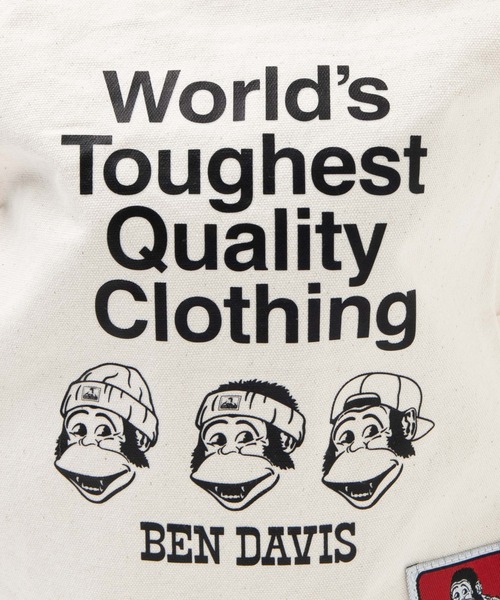 World's
Toughest
Quality
Clothing
BEN DAVIS